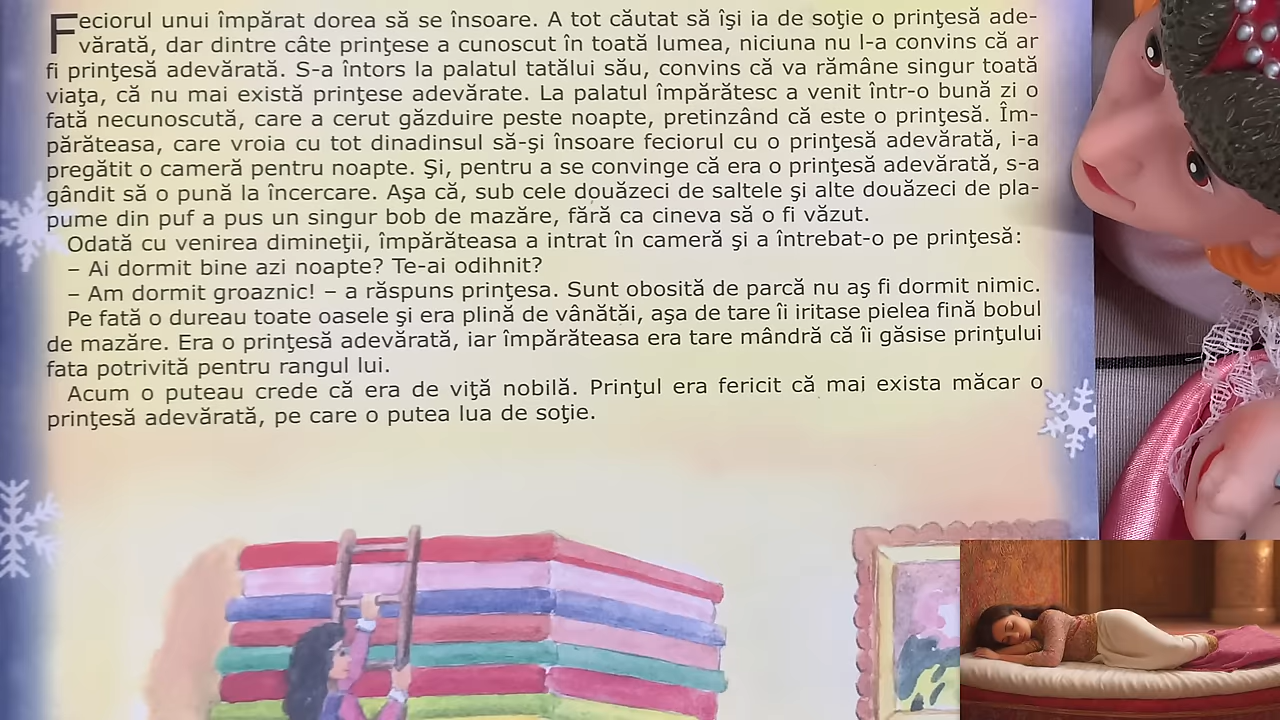 Feciorul unui împărat dorea să se însoare. A tot căutat să îşi ia de soţie o prinţesă ade-
vărată, dar dintre câte prinţese a cunoscut în toată lumea, niciuna nu l-a convins că ar
fi prinţesă adevărată. S-a întors la palatul tatălui său, convins că va rămâne singur toată
viaţa, că nu mai există prinţese adevărate. La palatul împărătesc a venit într-o bună zi o
fată necunoscută, care a cerut găzduire peste noapte, pretinzând că este o prinţesă. Îm-
părăteasa, care vroia cu tot dinadinsul să-şi însoare feciorul cu o prinţesă adevărată, i-a
pregătit o cameră pentru noapte. Şi, pentru a se convinge că era o prinţesă adevărată, s-a
gândit să o pună la încercare. Aşa că, sub cele douăzeci de saltele şi alte douăzeci de pla-
pume din puf a pus un singur bob de mazăre, fără ca cineva să o fi văzut.
Odată cu venirea dimineţii, împărăteasa a intrat în cameră şi a întrebat-o pe prinţesă:
– Ai dormit bine azi noapte? Te-ai odihnit?
– Am dormit groaznic! – a răspuns prinţesa. Sunt obosită de parcă nu aş fi dormit nimic.
Pe fată o dureau toate oasele şi era plină de vânătăi, aşa de tare îi iritase pielea fină bobul
de mazăre. Era o prinţesă adevărată, iar împărăteasa era tare mândră că îi găsise prinţului
fata potrivită pentru rangul lui.
Acum o puteau crede că era de viţă nobilă. Prinţul era fericit că mai exista măcar o
prinţesă adevărată, pe care o putea lua de soţie.